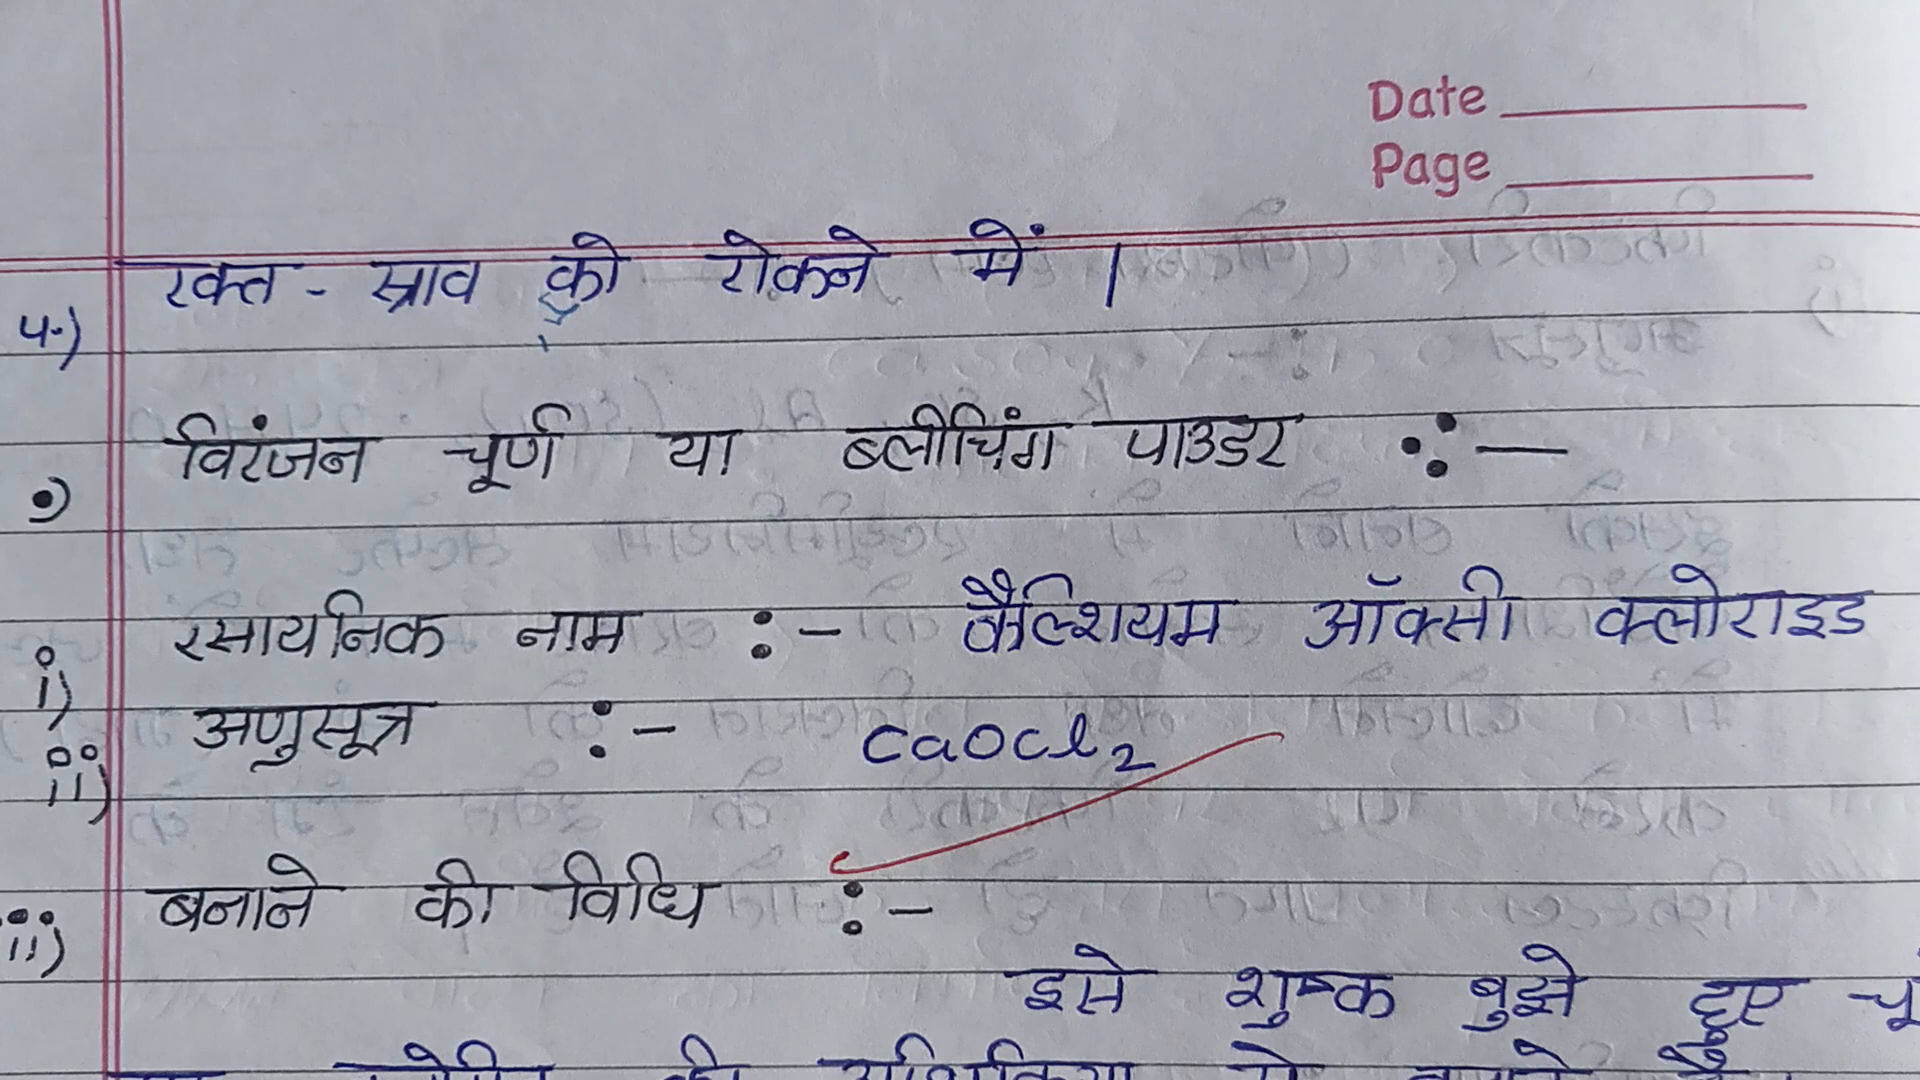 Date
Page
4.) रक्त - स्राव को रोकने में ।
•) विरंजन चूर्ण या ब्लीचिंग पाउडर :-
i) रसायनिक नाम :- कैल्शियम ऑक्सी क्लोराइड
ii) अणुसूत्र :- CaOCl₂
iii) बनाने की विधि :-
इसे शुष्क बुझे हुए